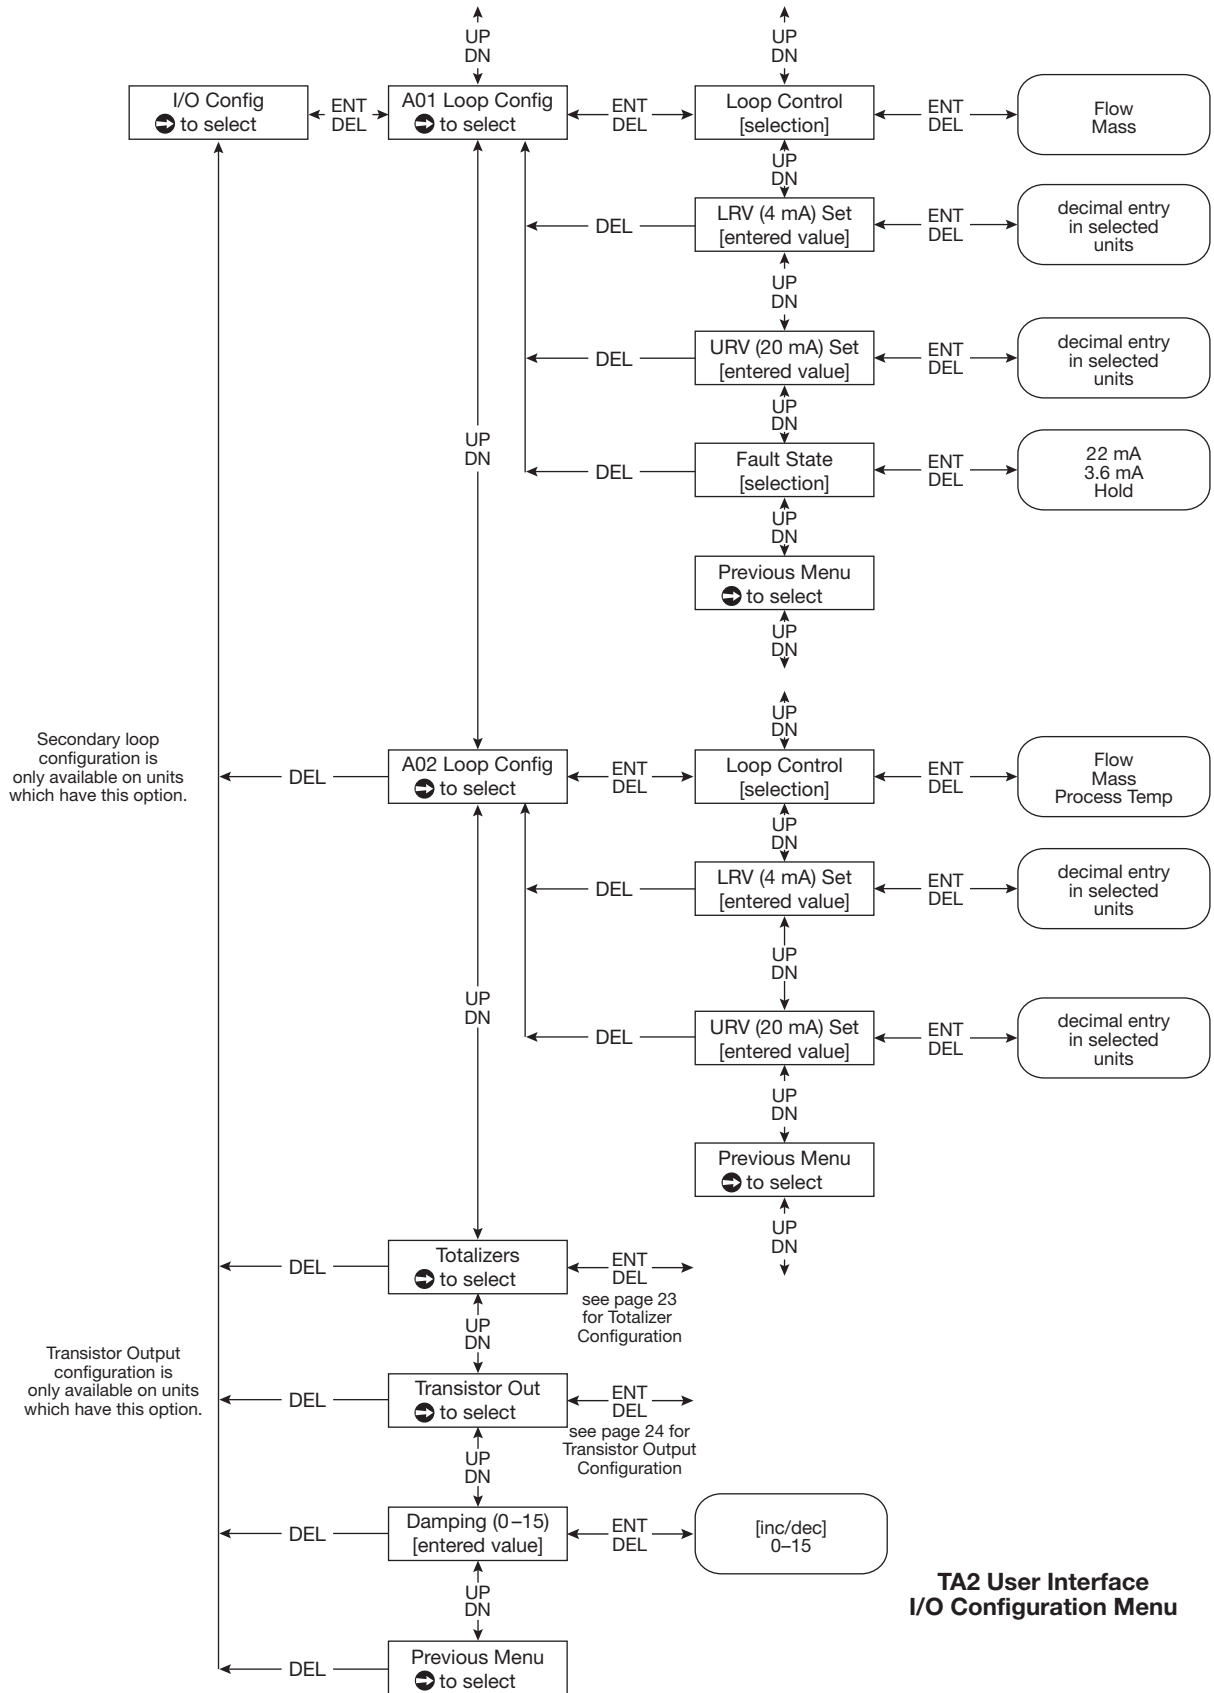 UP
DN
UP
DN
I/O Config
to select
ENT
DEL
A01 Loop Config
to select
ENT
DEL
Loop Control
[selection]
ENT
DEL
Flow
Mass
UP
DN
DEL
LRV (4 mA) Set
[entered value]
ENT
DEL
decimal entry
in selected
units
UP
DN
DEL
URV (20 mA) Set
[entered value]
ENT
DEL
decimal entry
in selected
units
UP
DN
UP
DN
DEL
Fault State
[selection]
ENT
DEL
22 mA
3.6 mA
Hold
UP
DN
Previous Menu
to select
UP
DN
UP
DN
Secondary loop
configuration is
only available on units
which have this option.
DEL
A02 Loop Config
to select
ENT
DEL
Loop Control
[selection]
ENT
DEL
Flow
Mass
Process Temp
UP
DN
DEL
LRV (4 mA) Set
[entered value]
ENT
DEL
decimal entry
in selected
units
UP
DN
UP
DN
DEL
URV (20 mA) Set
[entered value]
ENT
DEL
decimal entry
in selected
units
UP
DN
Previous Menu
to select
UP
DN
DEL
Totalizers
to select
ENT
DEL
see page 23
for Totalizer
Configuration
UP
DN
Transistor Output
configuration is
only available on units
which have this option.
DEL
Transistor Out
to select
ENT
DEL
see page 24 for
Transistor Output
Configuration
UP
DN
DEL
Damping (0–15)
[entered value]
ENT
DEL
[inc/dec]
0–15
UP
DN
DEL
Previous Menu
to select
TA2 User Interface
I/O Configuration Menu